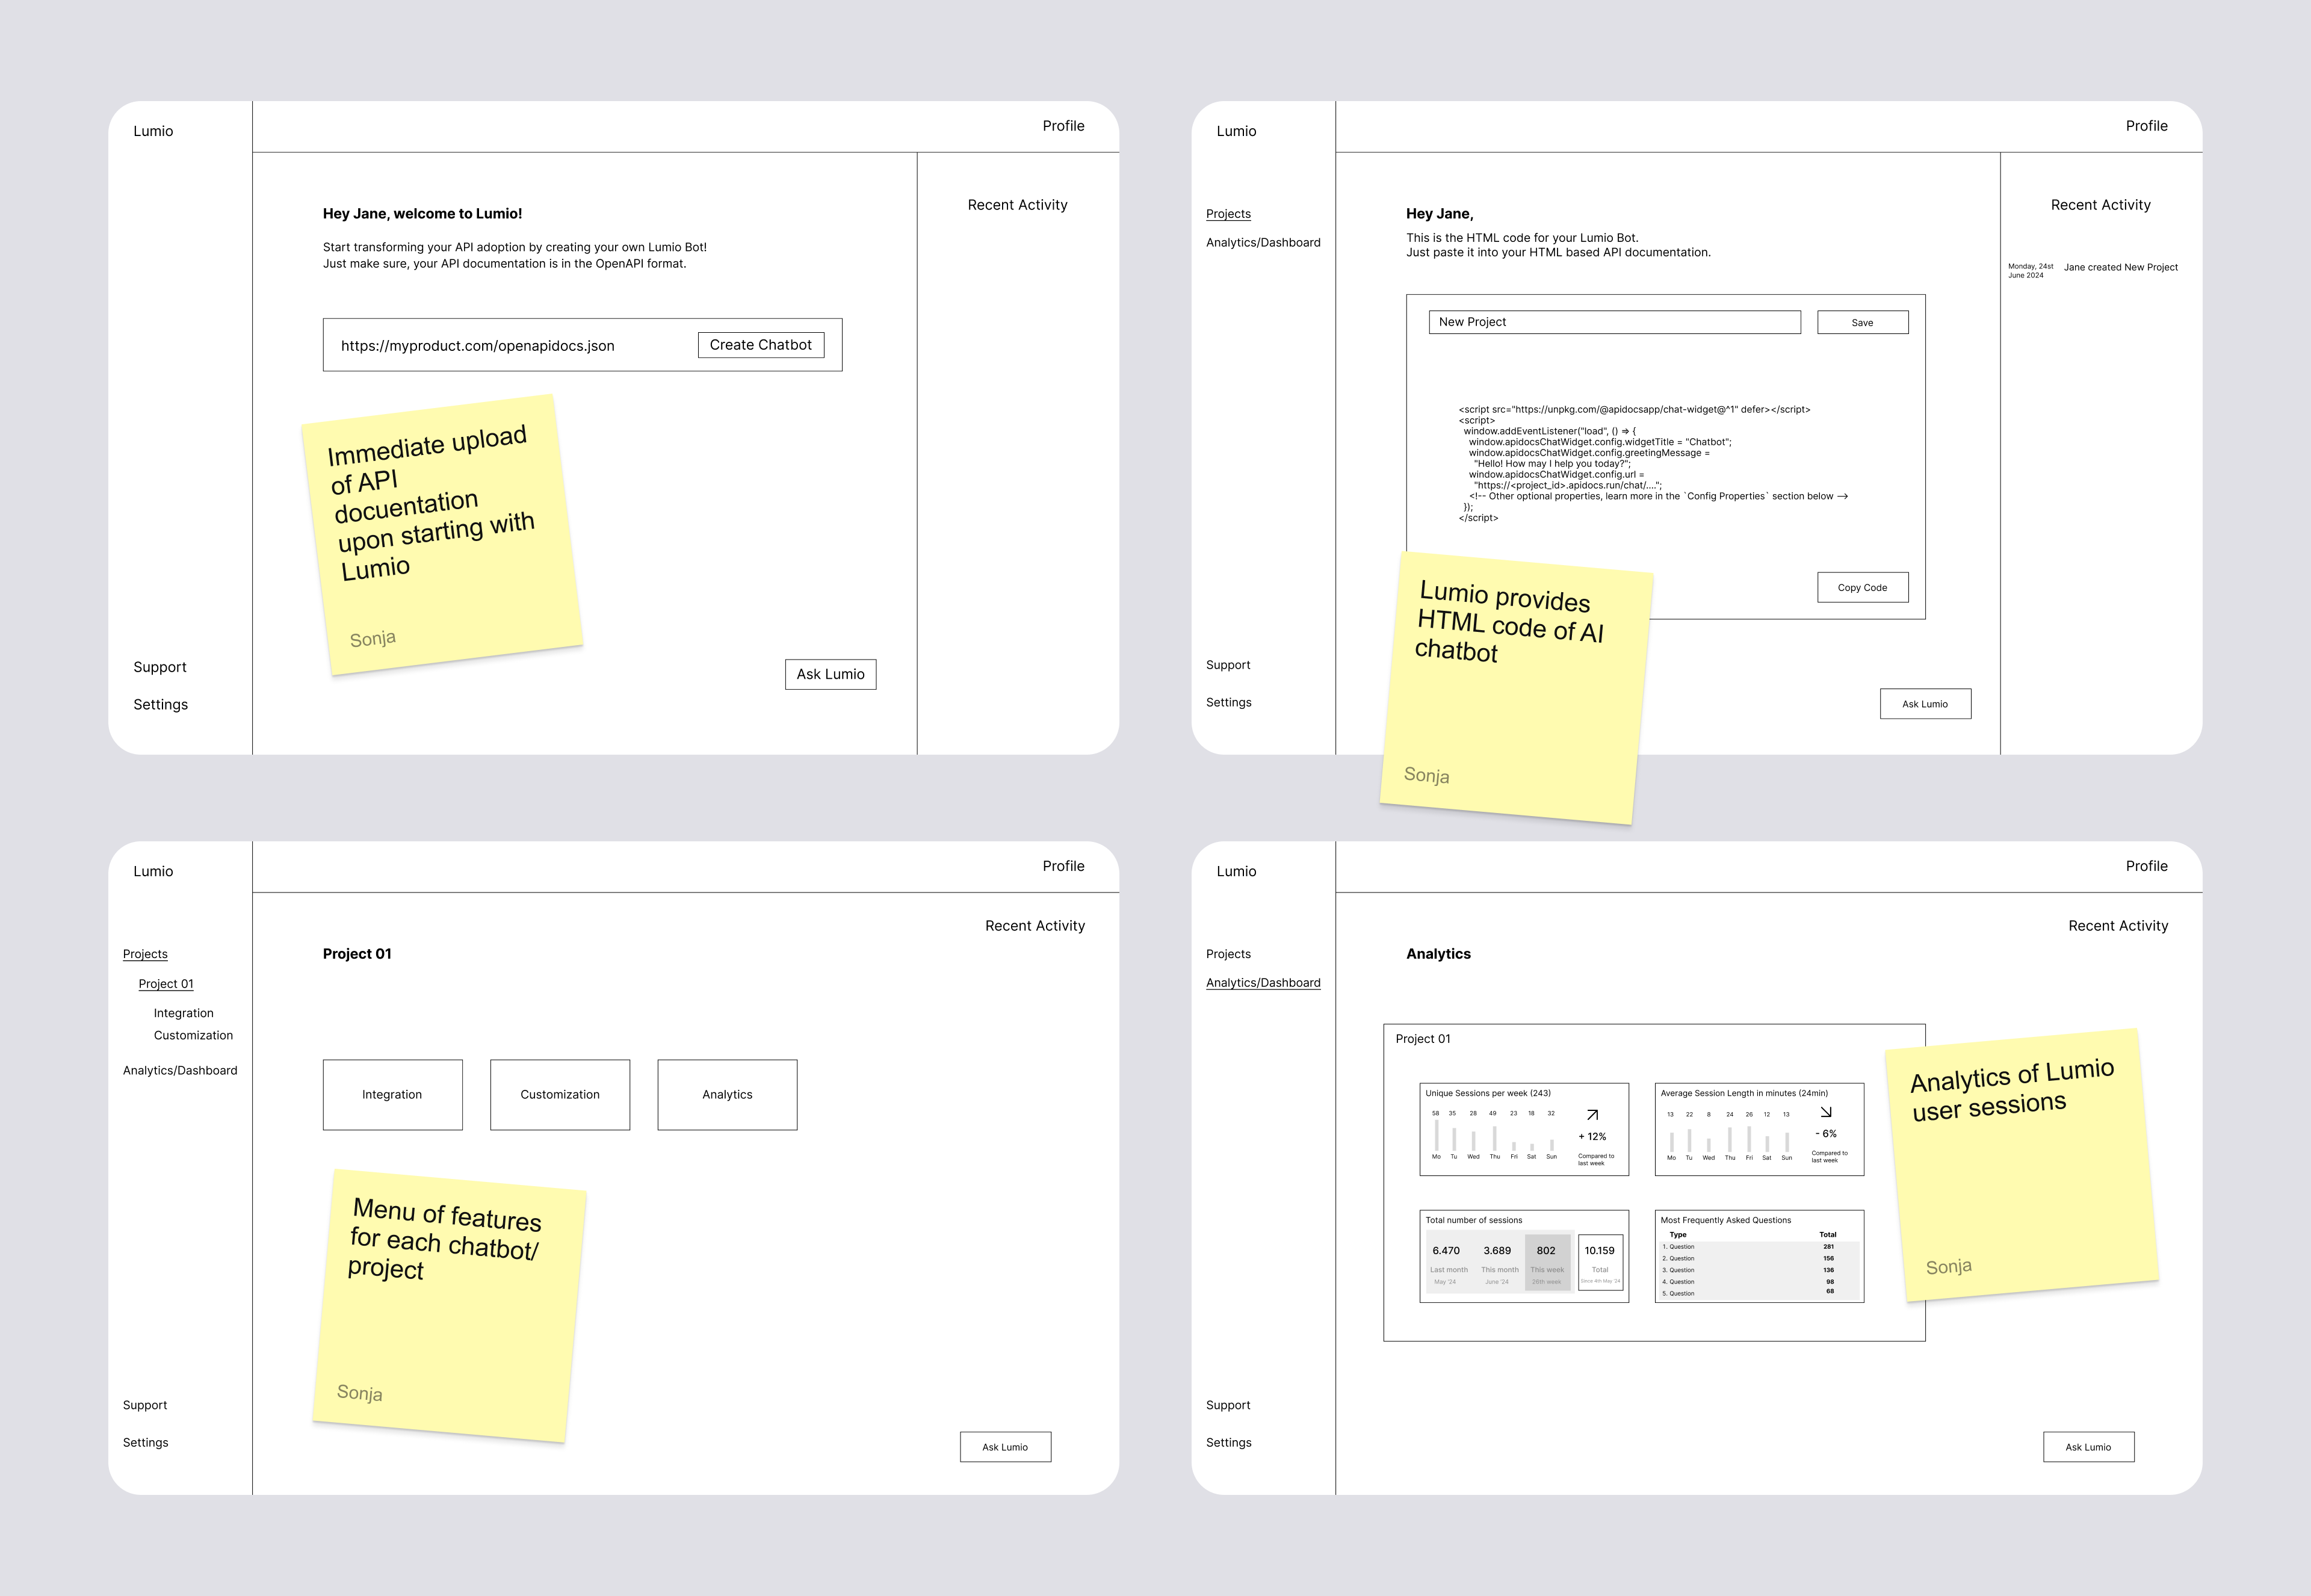 Lumio
Profile
Recent Activity
Hey Jane, welcome to Lumio!
Start transforming your API adoption by creating your own Lumio Bot!
Just make sure, your API documentation is in the OpenAPI format.
https://myproduct.com/openapidocs.json
Create Chatbot
Immediate upload
of API
docuentation
upon starting with
Lumio
Sonja
Support
Settings
Ask Lumio
Lumio
Profile
Projects
Analytics/Dashboard
Hey Jane,
This is the HTML code for your Lumio Bot.
Just paste it into your HTML based API documentation.
Recent Activity
Monday, 24st
June 2024
Jane created New Project
New Project
Save
<script src="https://unpkg.com/@apidocsapp/chat-widget@^1" defer></script>
<script>
window.addEventListener("load", () => {
window.apidocsChatWidget.config.widgetTitle = "Chatbot";
window.apidocsChatWidget.config.greetingMessage =
"Hello! How may I help you today?";
window.apidocsChatWidget.config.url =
"https://<project_id>.apidocs.run/chat/....";
<!-- Other optional properties, learn more in the `Config Properties` section below -->
});
</script>
Copy Code
Lumio provides
HTML code of AI
chatbot
Sonja
Support
Settings
Ask Lumio
Lumio
Profile
Recent Activity
Projects
Project 01
Integration
Customization
Analytics/Dashboard
Project 01
Integration
Customization
Analytics
Menu of features
for each chatbot/
project
Sonja
Support
Settings
Ask Lumio
Lumio
Profile
Recent Activity
Projects
Analytics/Dashboard
Analytics
Project 01
Unique Sessions per week (243)
58 35 28 49 23 18 32
Mo Tu Wed Thu Fri Sat Sun
+ 12%
Compared to
last week
Average Session Length in minutes (24min)
13 22 8 24 26 12 13
Mo Tu Wed Thu Fri Sat Sun
- 6%
Compared to
last week
Total number of sessions
6.470 3.689 802 10.159
Last month This month This week Total
May '24 June '24 26th week Since 4th May '24
Most Frequently Asked Questions
Type Total
1. Question 281
2. Question 156
3. Question 136
4. Question 98
5. Question 68
Analytics of Lumio
user sessions
Sonja
Support
Settings
Ask Lumio